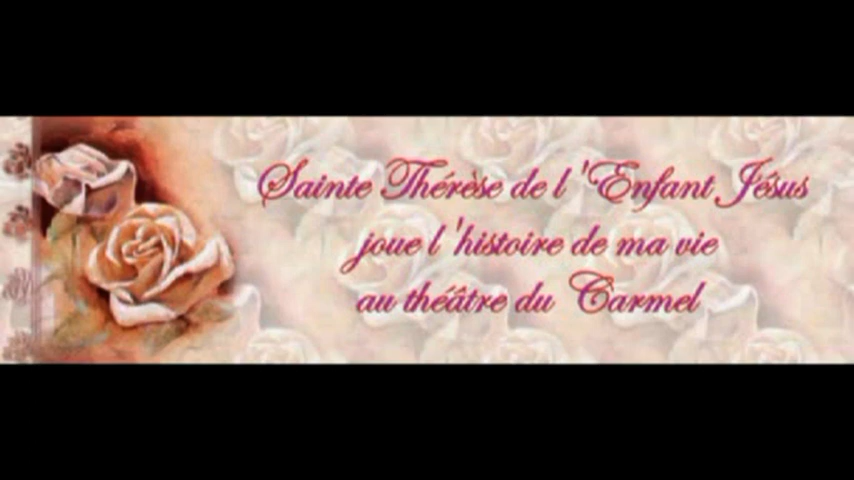 Sainte Thérèse de l'Enfant Jésus
joue l'histoire de ma vie
au théâtre du Carmel